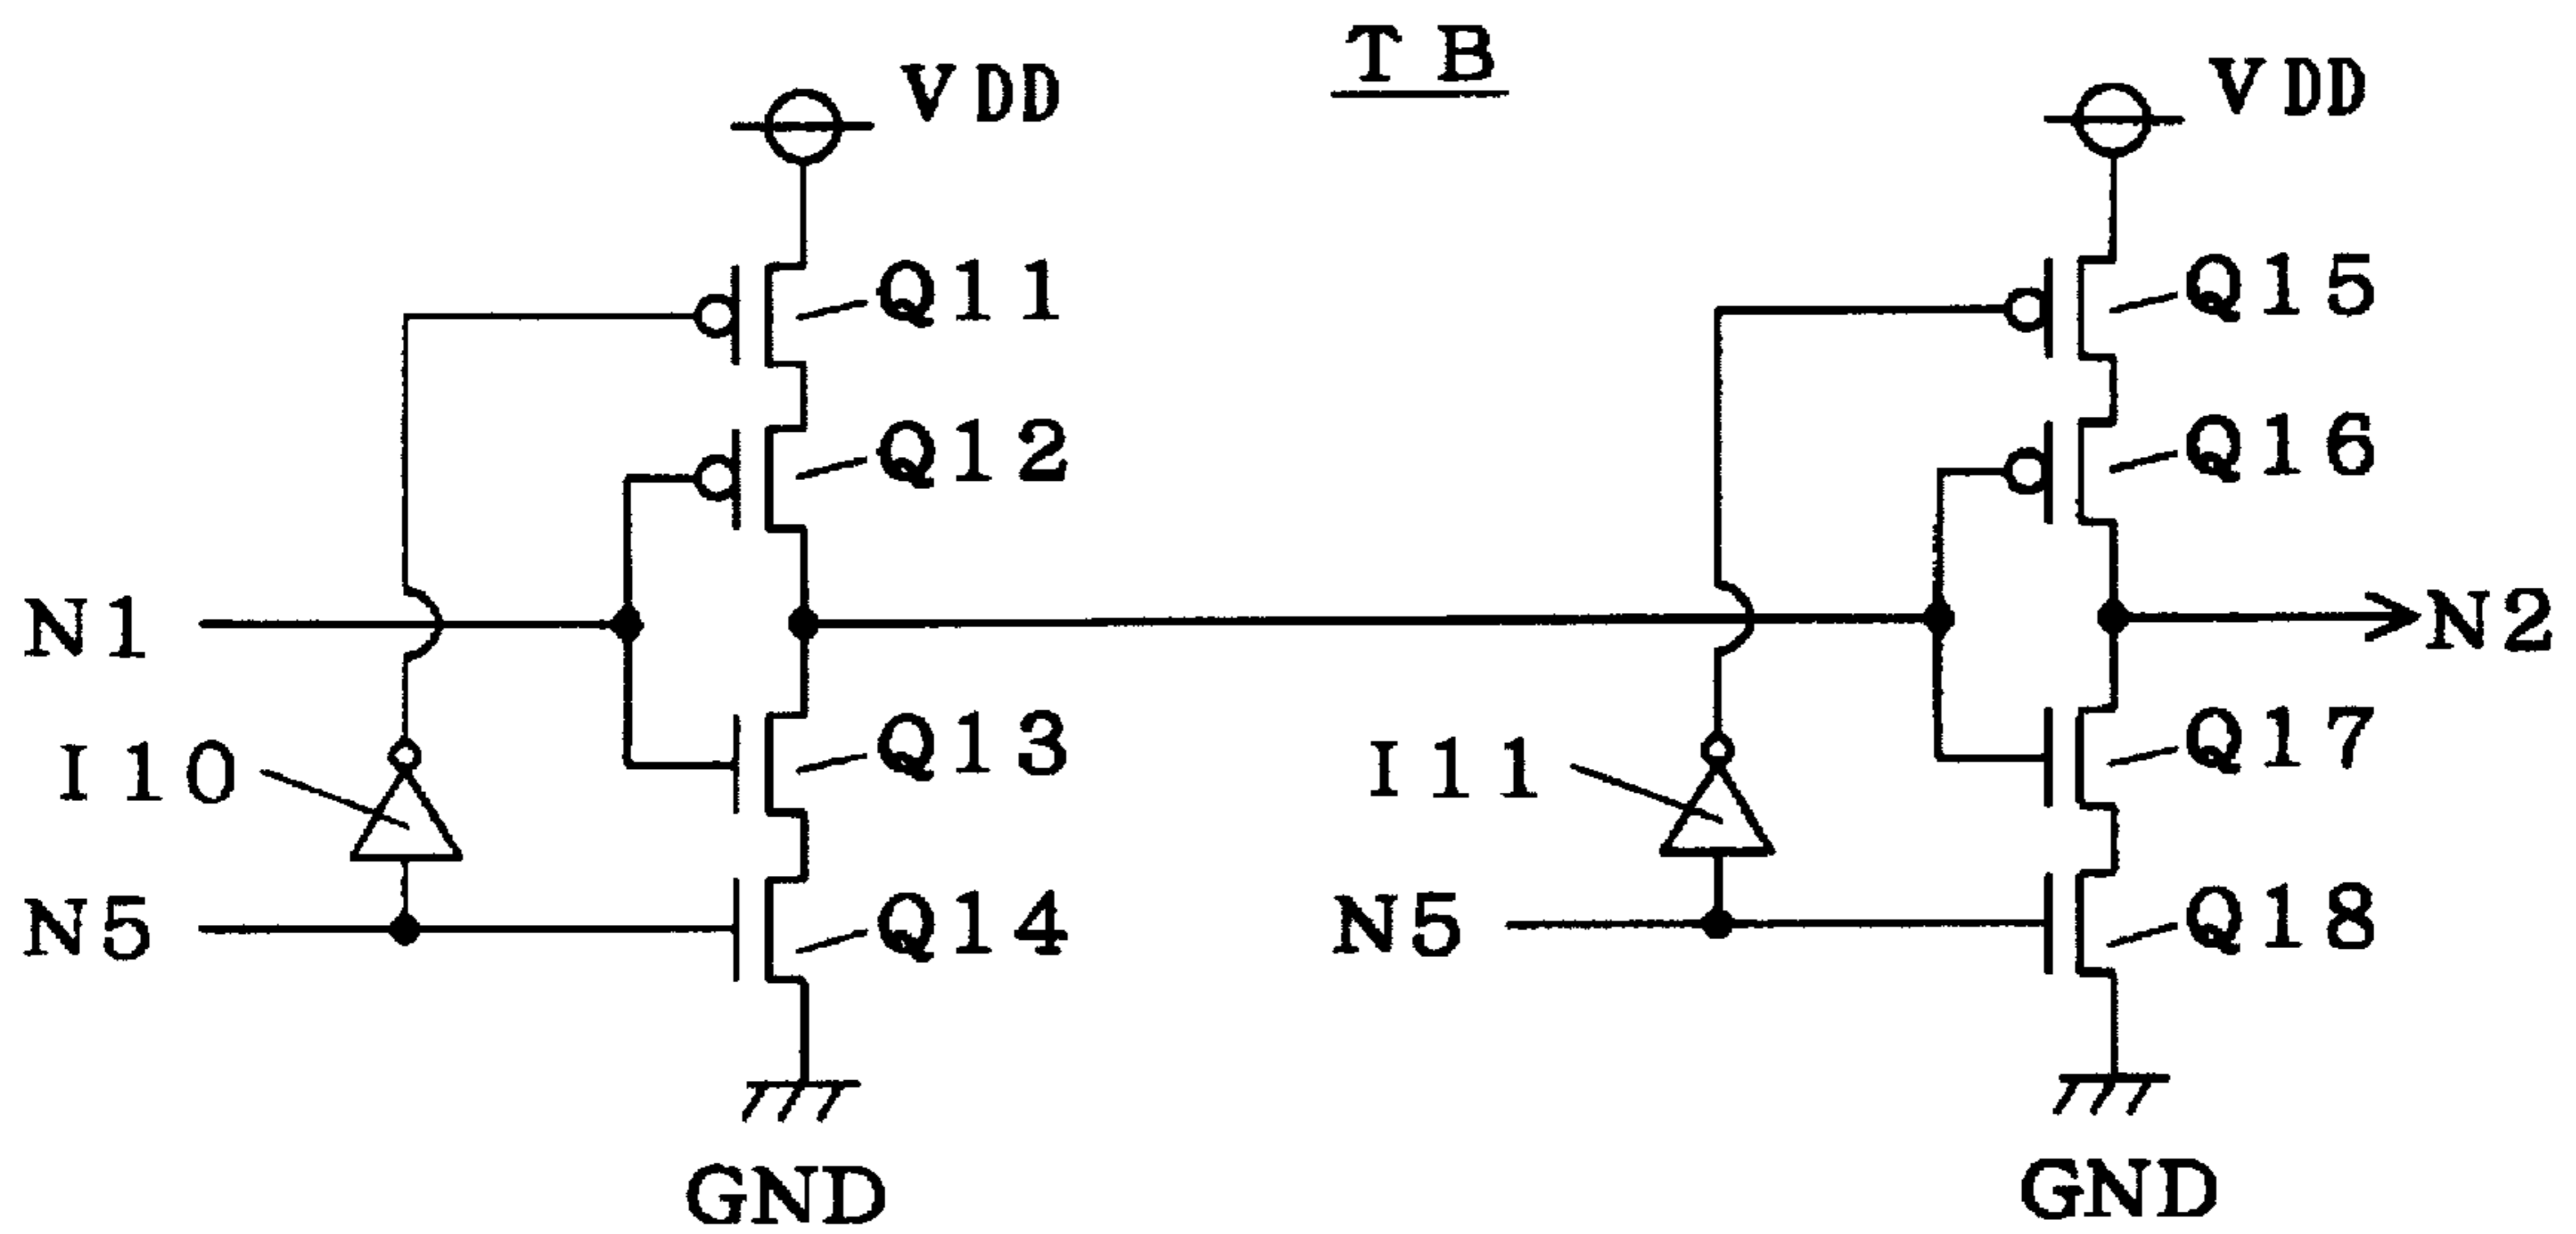 TB
VDD
VDD
Q11
Q15
Q12
Q16
N1
N2
I10
Q13
I11
Q17
N5
Q14
N5
Q18
GND
GND